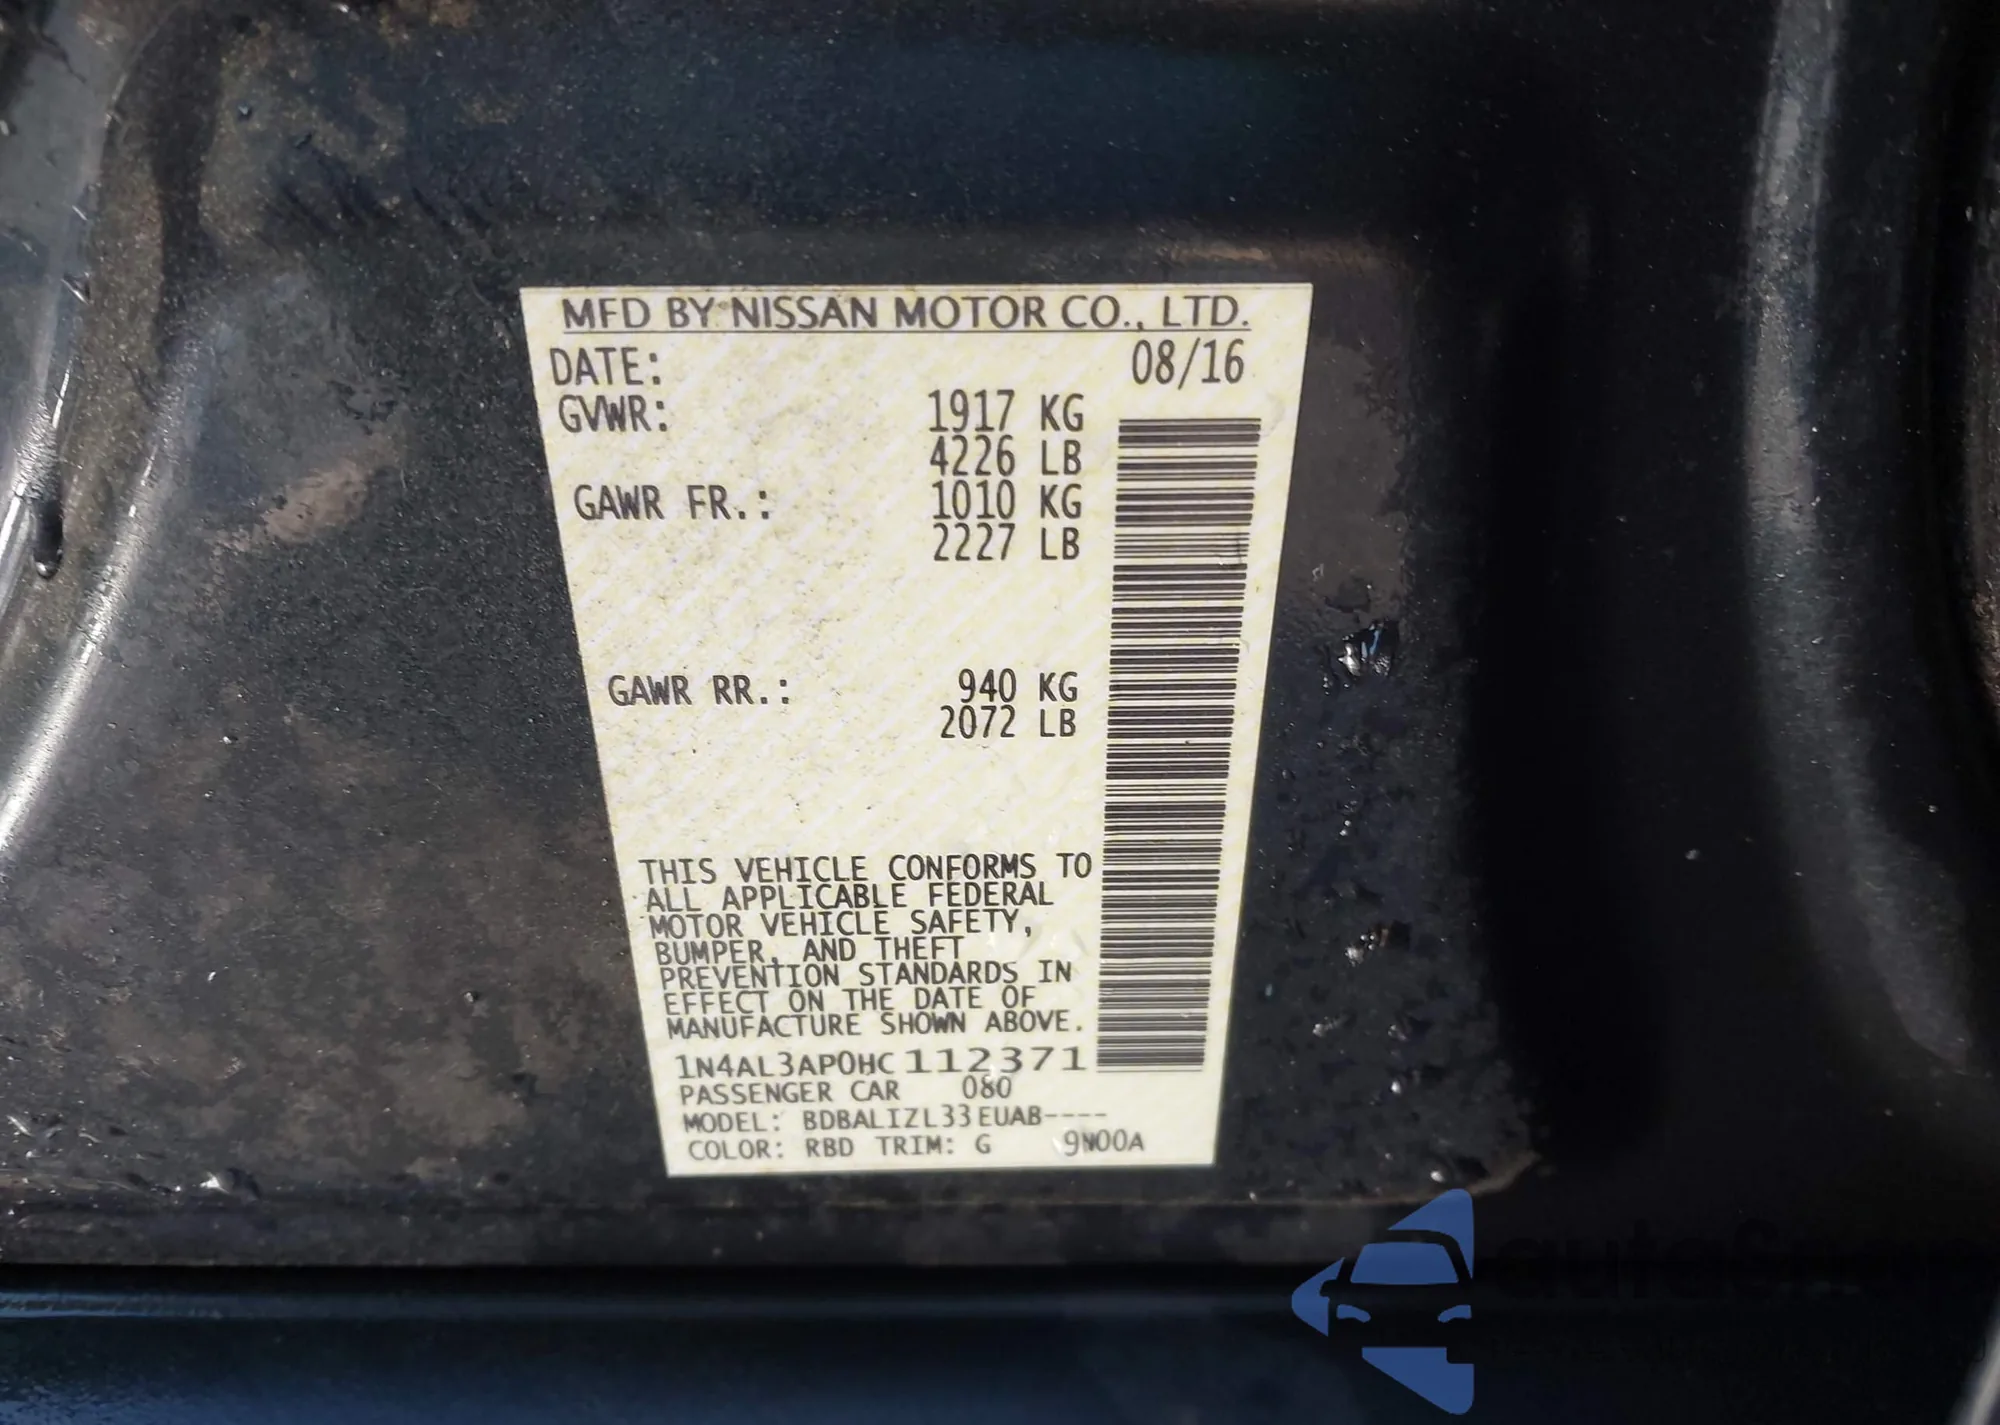 MFD BY NISSAN MOTOR CO., LTD.
DATE: 08/16
GVWR: 1917 KG
4226 LB
GAWR FR.: 1010 KG
2227 LB
GAWR RR.: 940 KG
2072 LB
THIS VEHICLE CONFORMS TO
ALL APPLICABLE FEDERAL
MOTOR VEHICLE SAFETY,
BUMPER, AND THEFT
PREVENTION STANDARDS IN
EFFECT ON THE DATE OF
MANUFACTURE SHOWN ABOVE.
1N4AL3AP0HC112371
PASSENGER CAR 080
MODEL: BDBALIZL33EUAB----
COLOR: RBD TRIM: G 9N00A